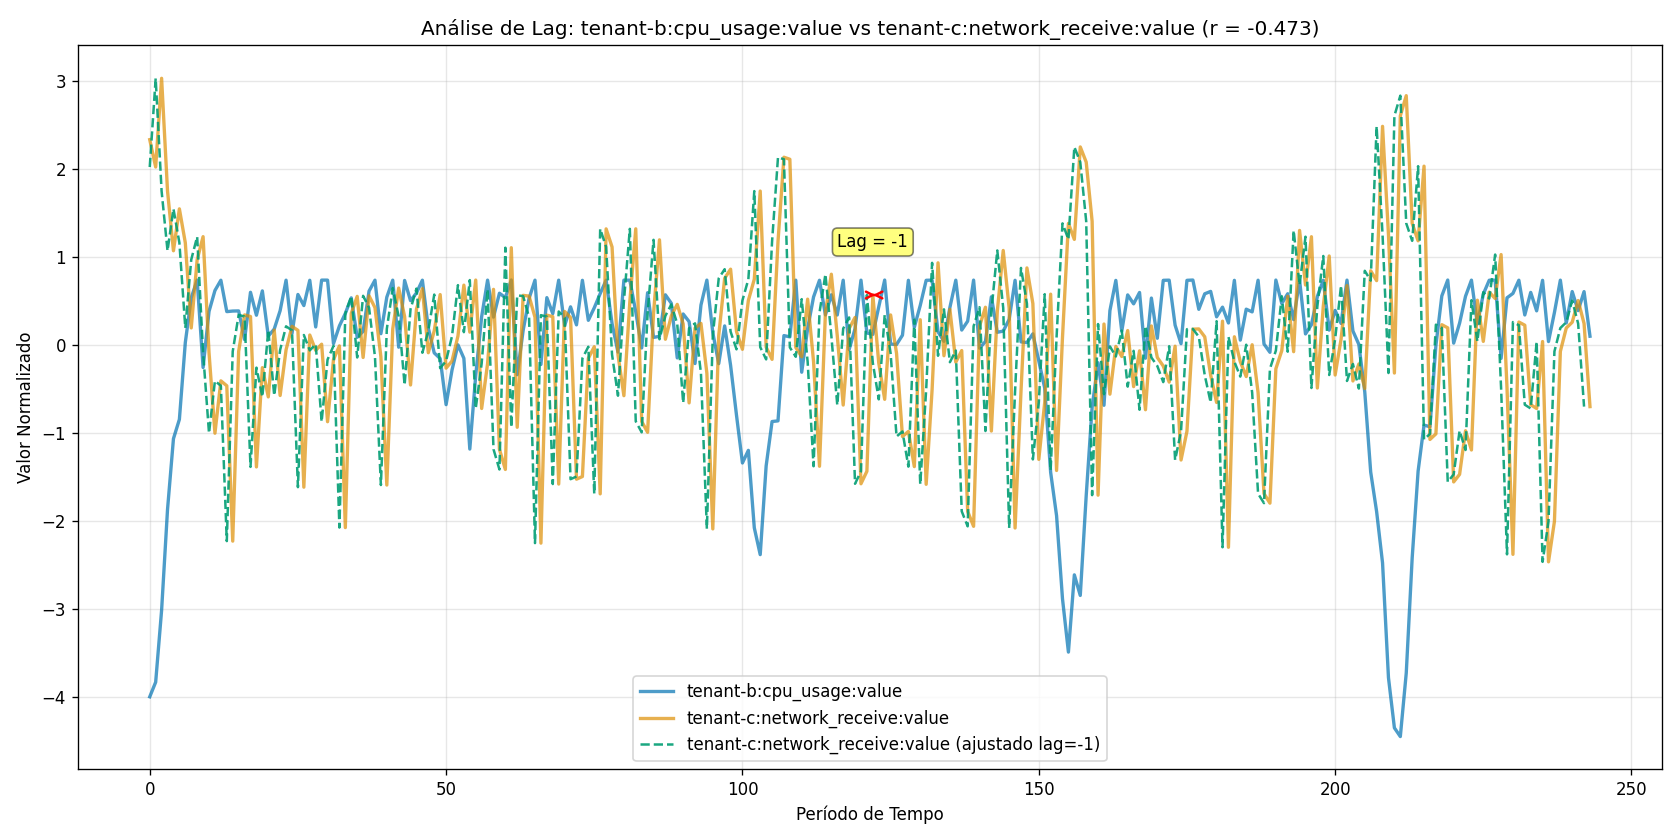 Análise de Lag: tenant-b:cpu_usage:value vs tenant-c:network_receive:value (r = -0.473)
Valor Normalizado
3
2
1
0
−1
−2
−3
−4
Lag = -1
tenant-b:cpu_usage:value
tenant-c:network_receive:value
tenant-c:network_receive:value (ajustado lag=-1)
0
50
100
150
200
250
Período de Tempo